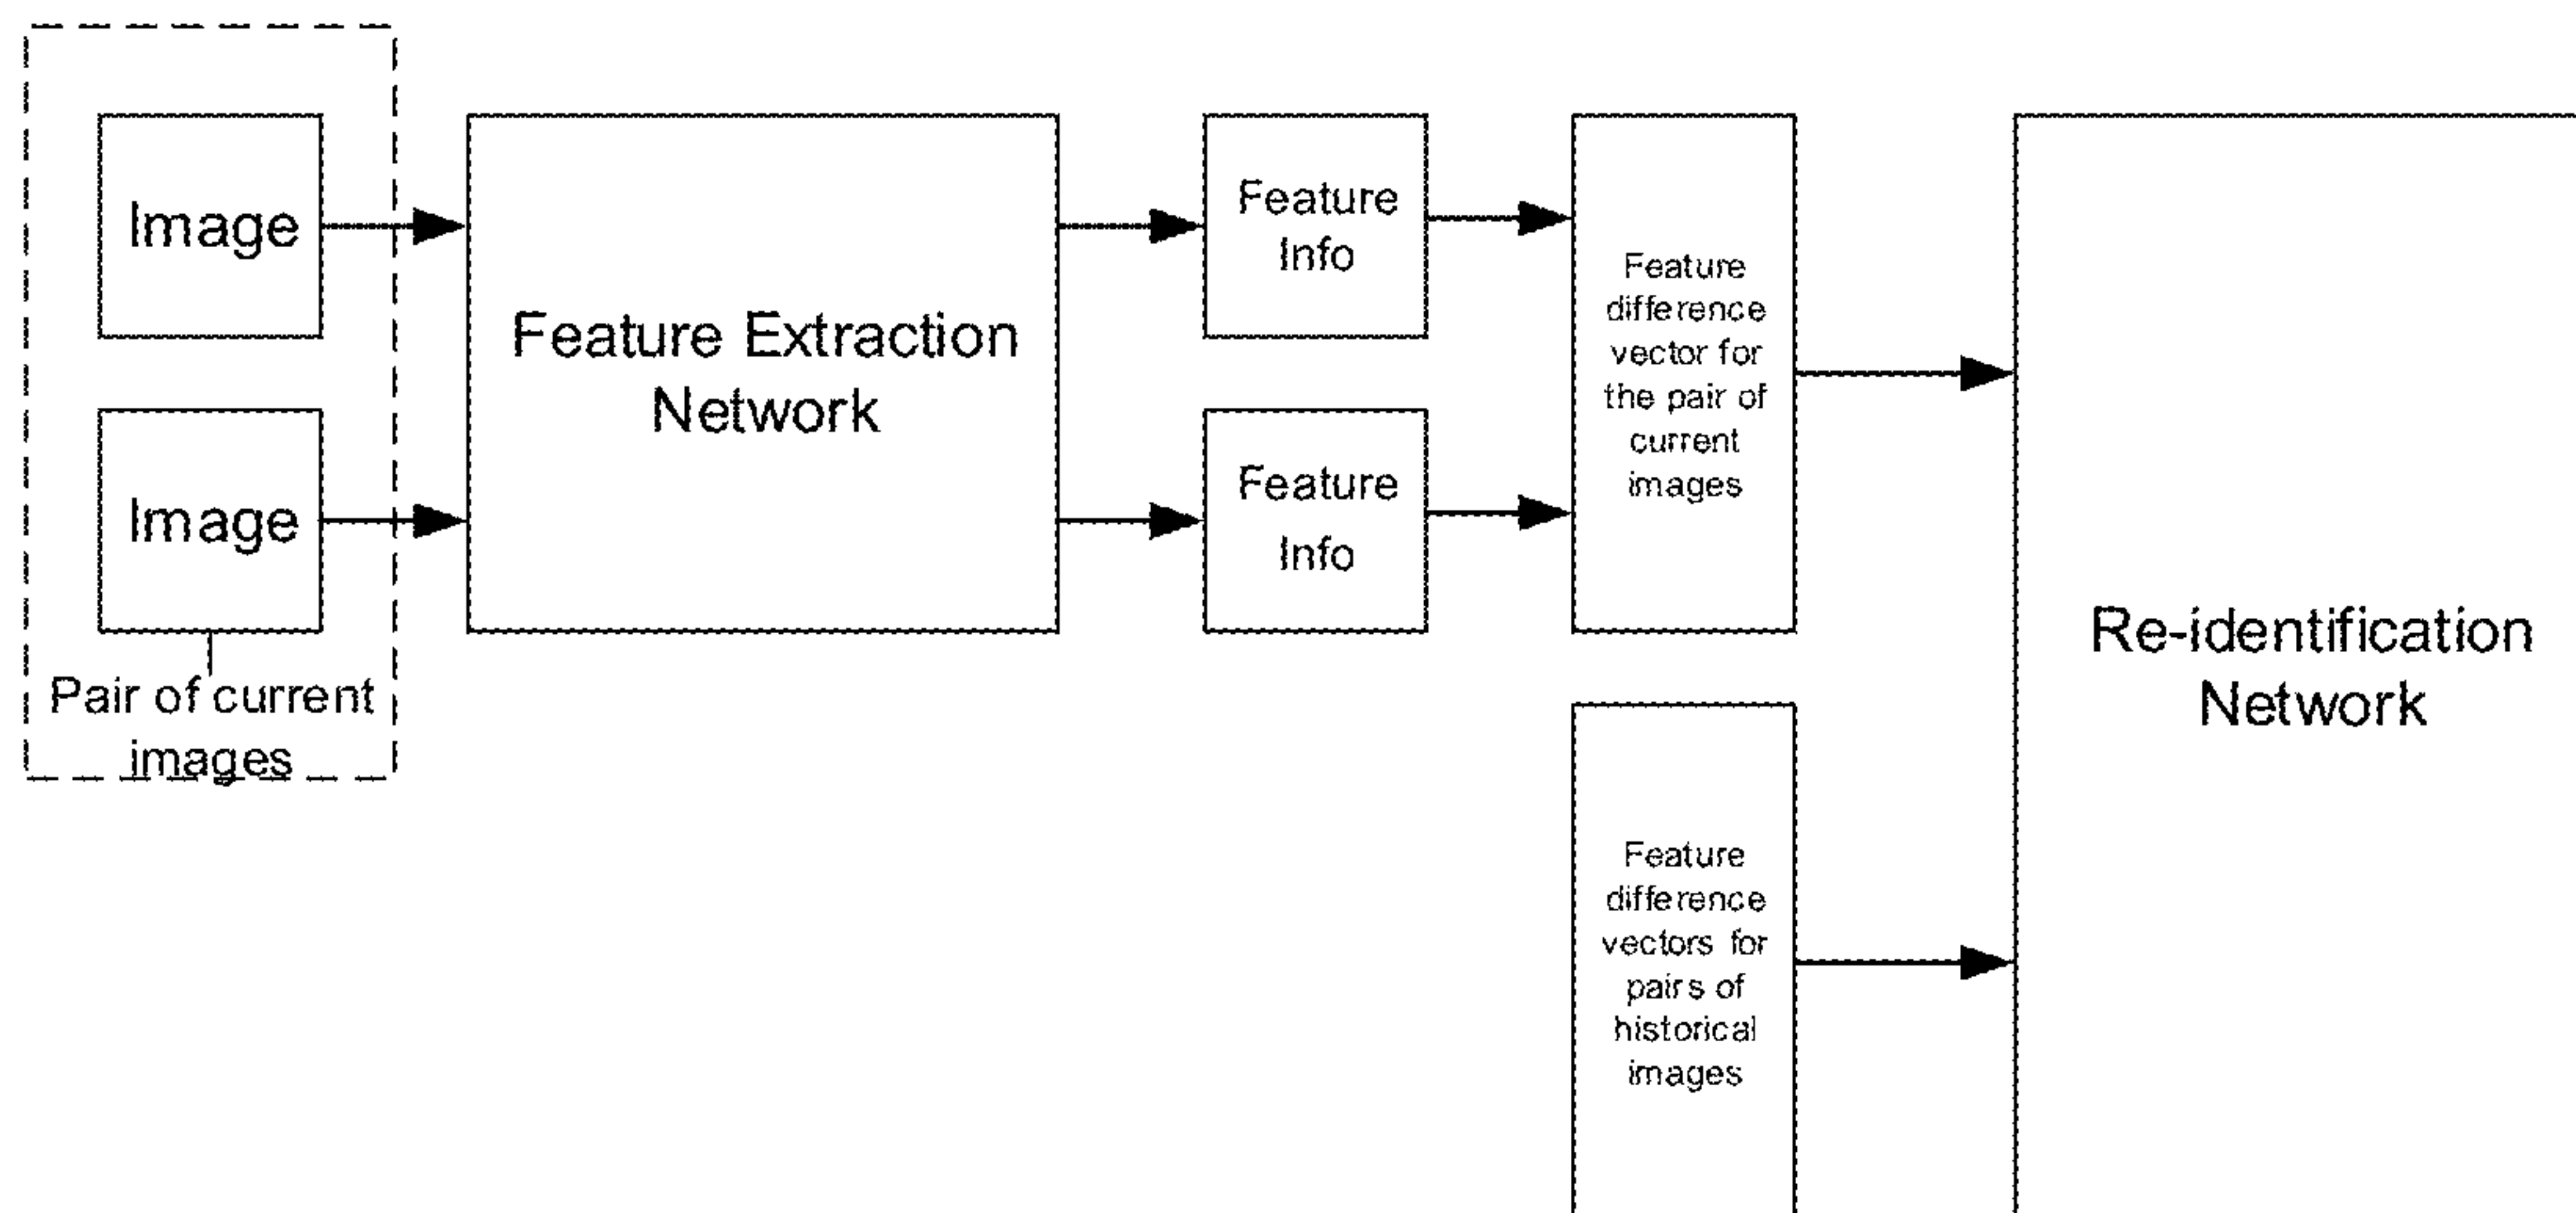 Image
Image
Pair of current
images
Feature Extraction
Network
Feature
Info
Feature
Info
Feature
difference
vector for
the pair of
current
images
Feature
difference
vectors for
pairs of
historical
images
Re-identification
Network